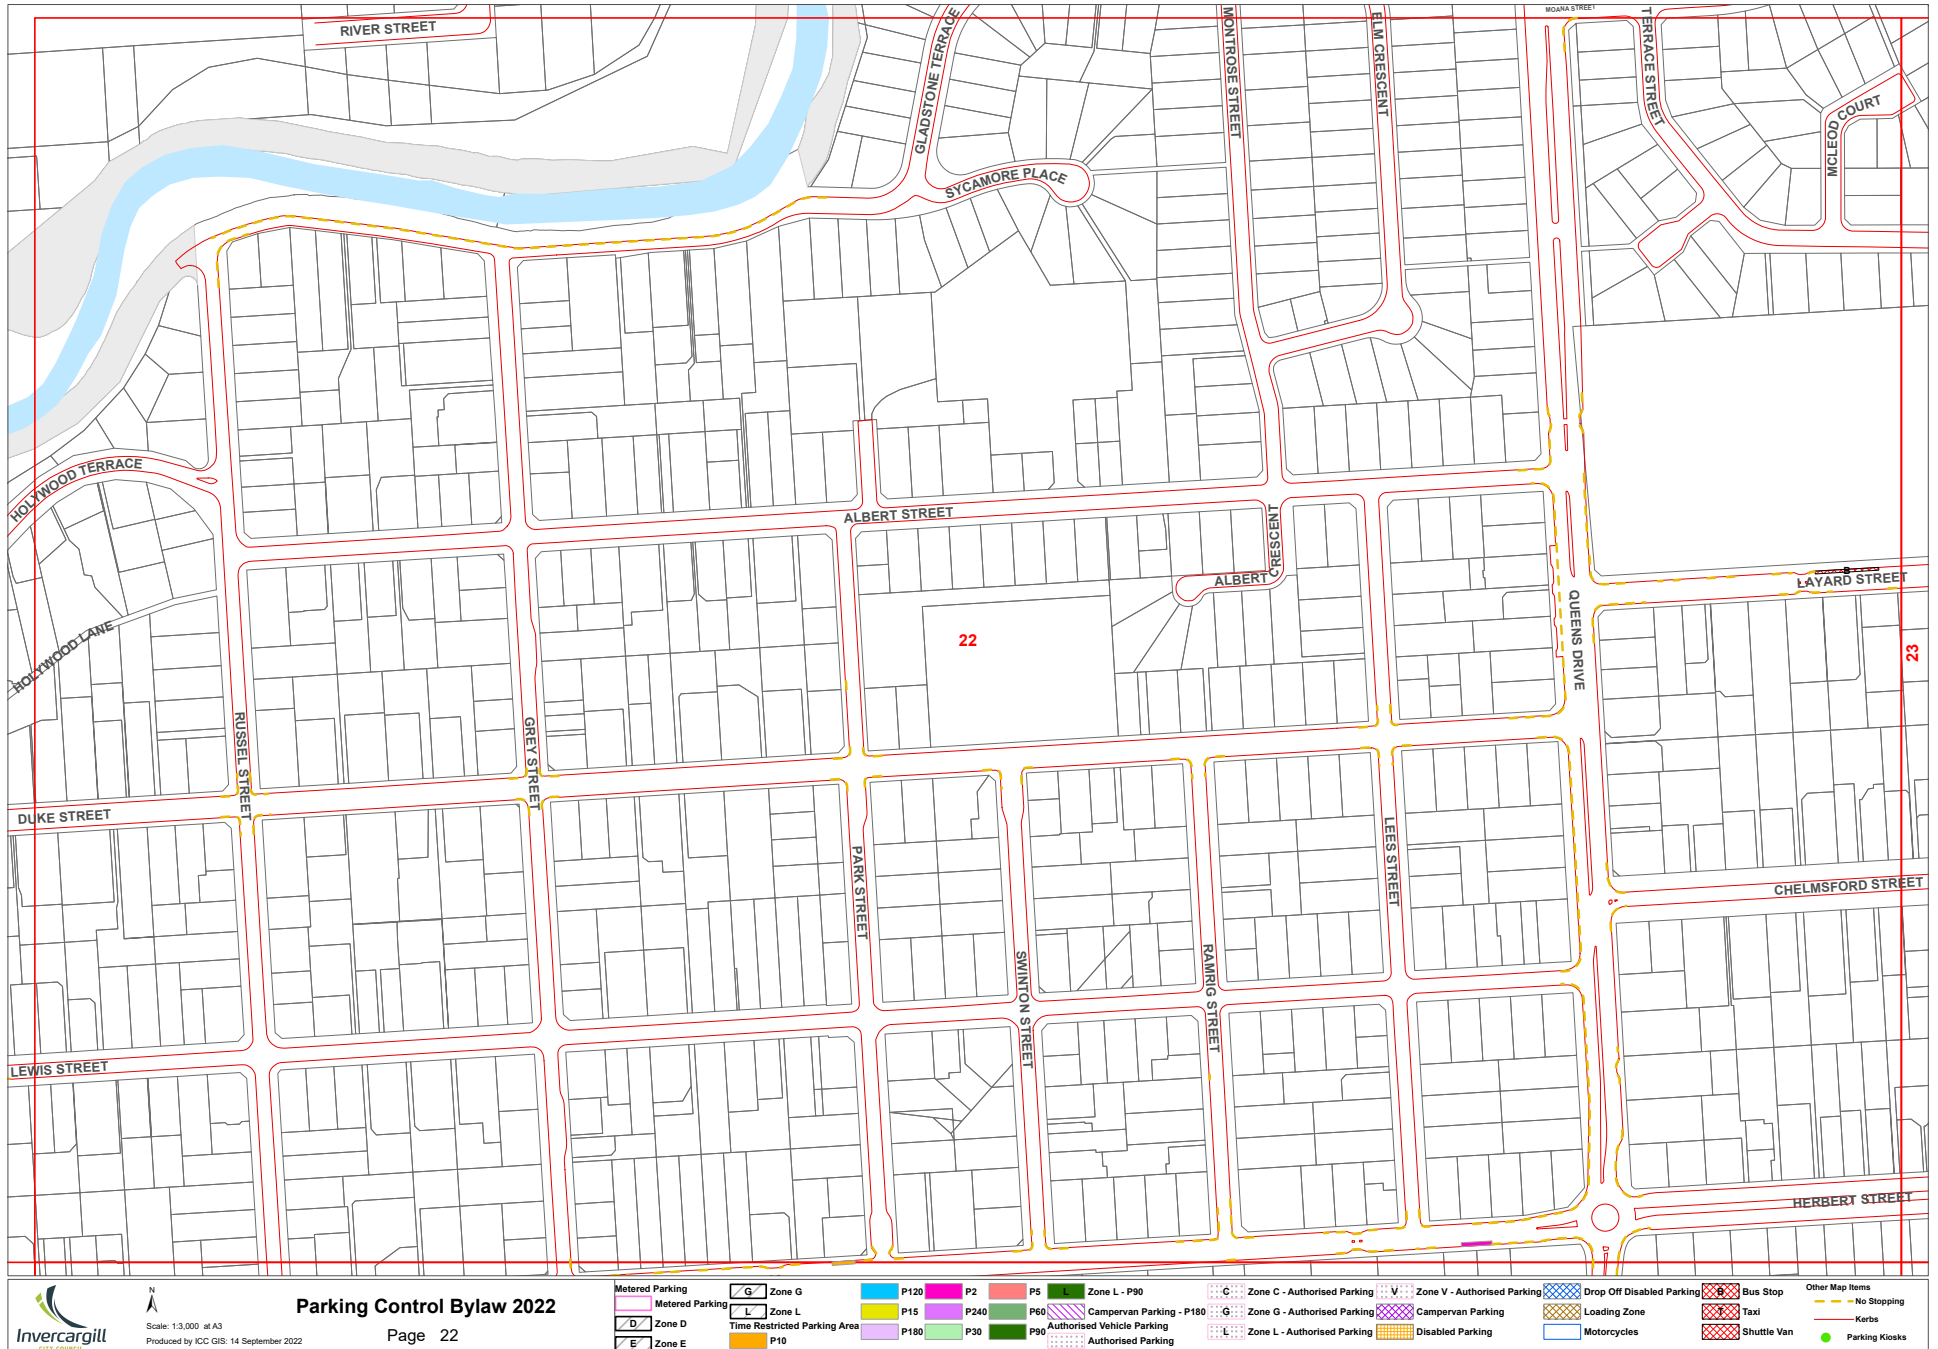 MOANA STREET
RIVER STREET
GLADSTONE TERRACE
MONTROSE STREET
ELM CRESCENT
TERRACE STREET
MCLEOD COURT
SYCAMORE PLACE
HOLYWOOD TERRACE
ALBERT STREET
ALBERT CRESCENT
B
LAYARD STREET
QUEENS DRIVE
HOLYWOOD LANE
22
23
RUSSEL STREET
GREY STREET
DUKE STREET
PARK STREET
LEES STREET
CHELMSFORD STREET
SWINTON STREET
RAMRIG STREET
LEWIS STREET
HERBERT STREET
Invercargill
CITY COUNCIL
N
Scale: 1:3,000 at A3
Produced by ICC GIS: 14 September 2022
Parking Control Bylaw 2022
Page 22
Metered Parking
Metered Parking
D Zone D
E Zone E
G Zone G
L Zone L
Time Restricted Parking Area
P10
P120
P15
P180
P2
P240
P30
P5
P60
P90
L Zone L - P90
Campervan Parking - P180
Authorised Vehicle Parking
Authorised Parking
C Zone C - Authorised Parking
G Zone G - Authorised Parking
L Zone L - Authorised Parking
V Zone V - Authorised Parking
Campervan Parking
Disabled Parking
Drop Off Disabled Parking
Loading Zone
Motorcycles
B Bus Stop
T Taxi
Shuttle Van
Other Map Items
No Stopping
Kerbs
Parking Kiosks